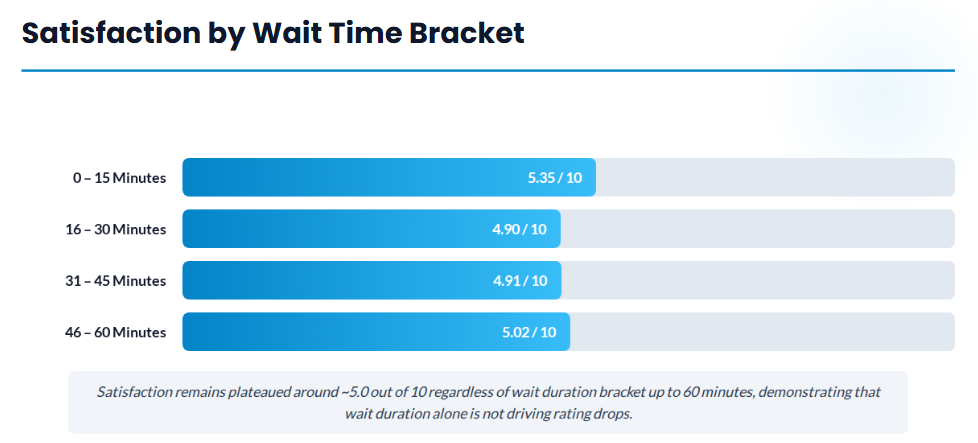 Satisfaction by Wait Time Bracket
0 – 15 Minutes
5.35 / 10
16 – 30 Minutes
4.90 / 10
31 – 45 Minutes
4.91 / 10
46 – 60 Minutes
5.02 / 10
Satisfaction remains plateaued around ~5.0 out of 10 regardless of wait duration bracket up to 60 minutes, demonstrating that
wait duration alone is not driving rating drops.